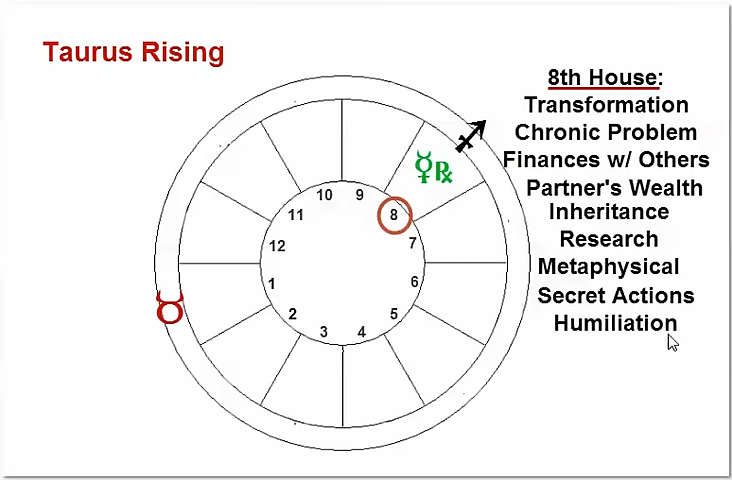 Taurus Rising
8th House:
Transformation
Chronic Problem
Finances w/ Others
Partner's Wealth
Inheritance
Research
Metaphysical
Secret Actions
Humiliation
10
9
11
8
12
7
1
6
2
5
3
4
♐
☿℞
♉